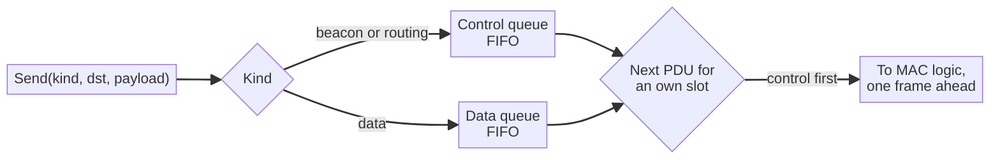 Send(kind, dst, payload)
Kind
beacon or routing
data
Control queue
FIFO
Data queue
FIFO
Next PDU for
an own slot
control first
To MAC logic,
one frame ahead